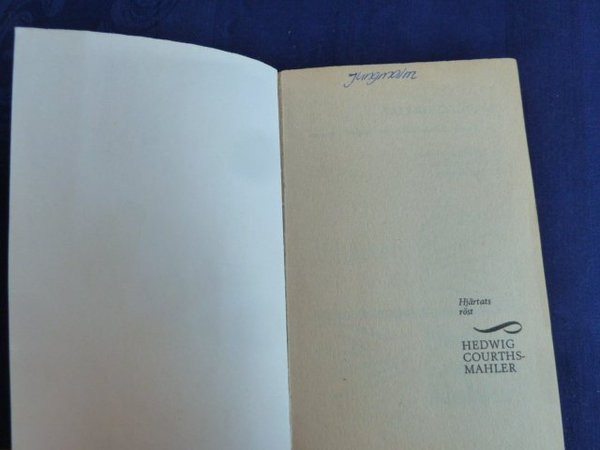 Jungmalm
Hjärtats
röst
HEDWIG
COURTHS-
MAHLER